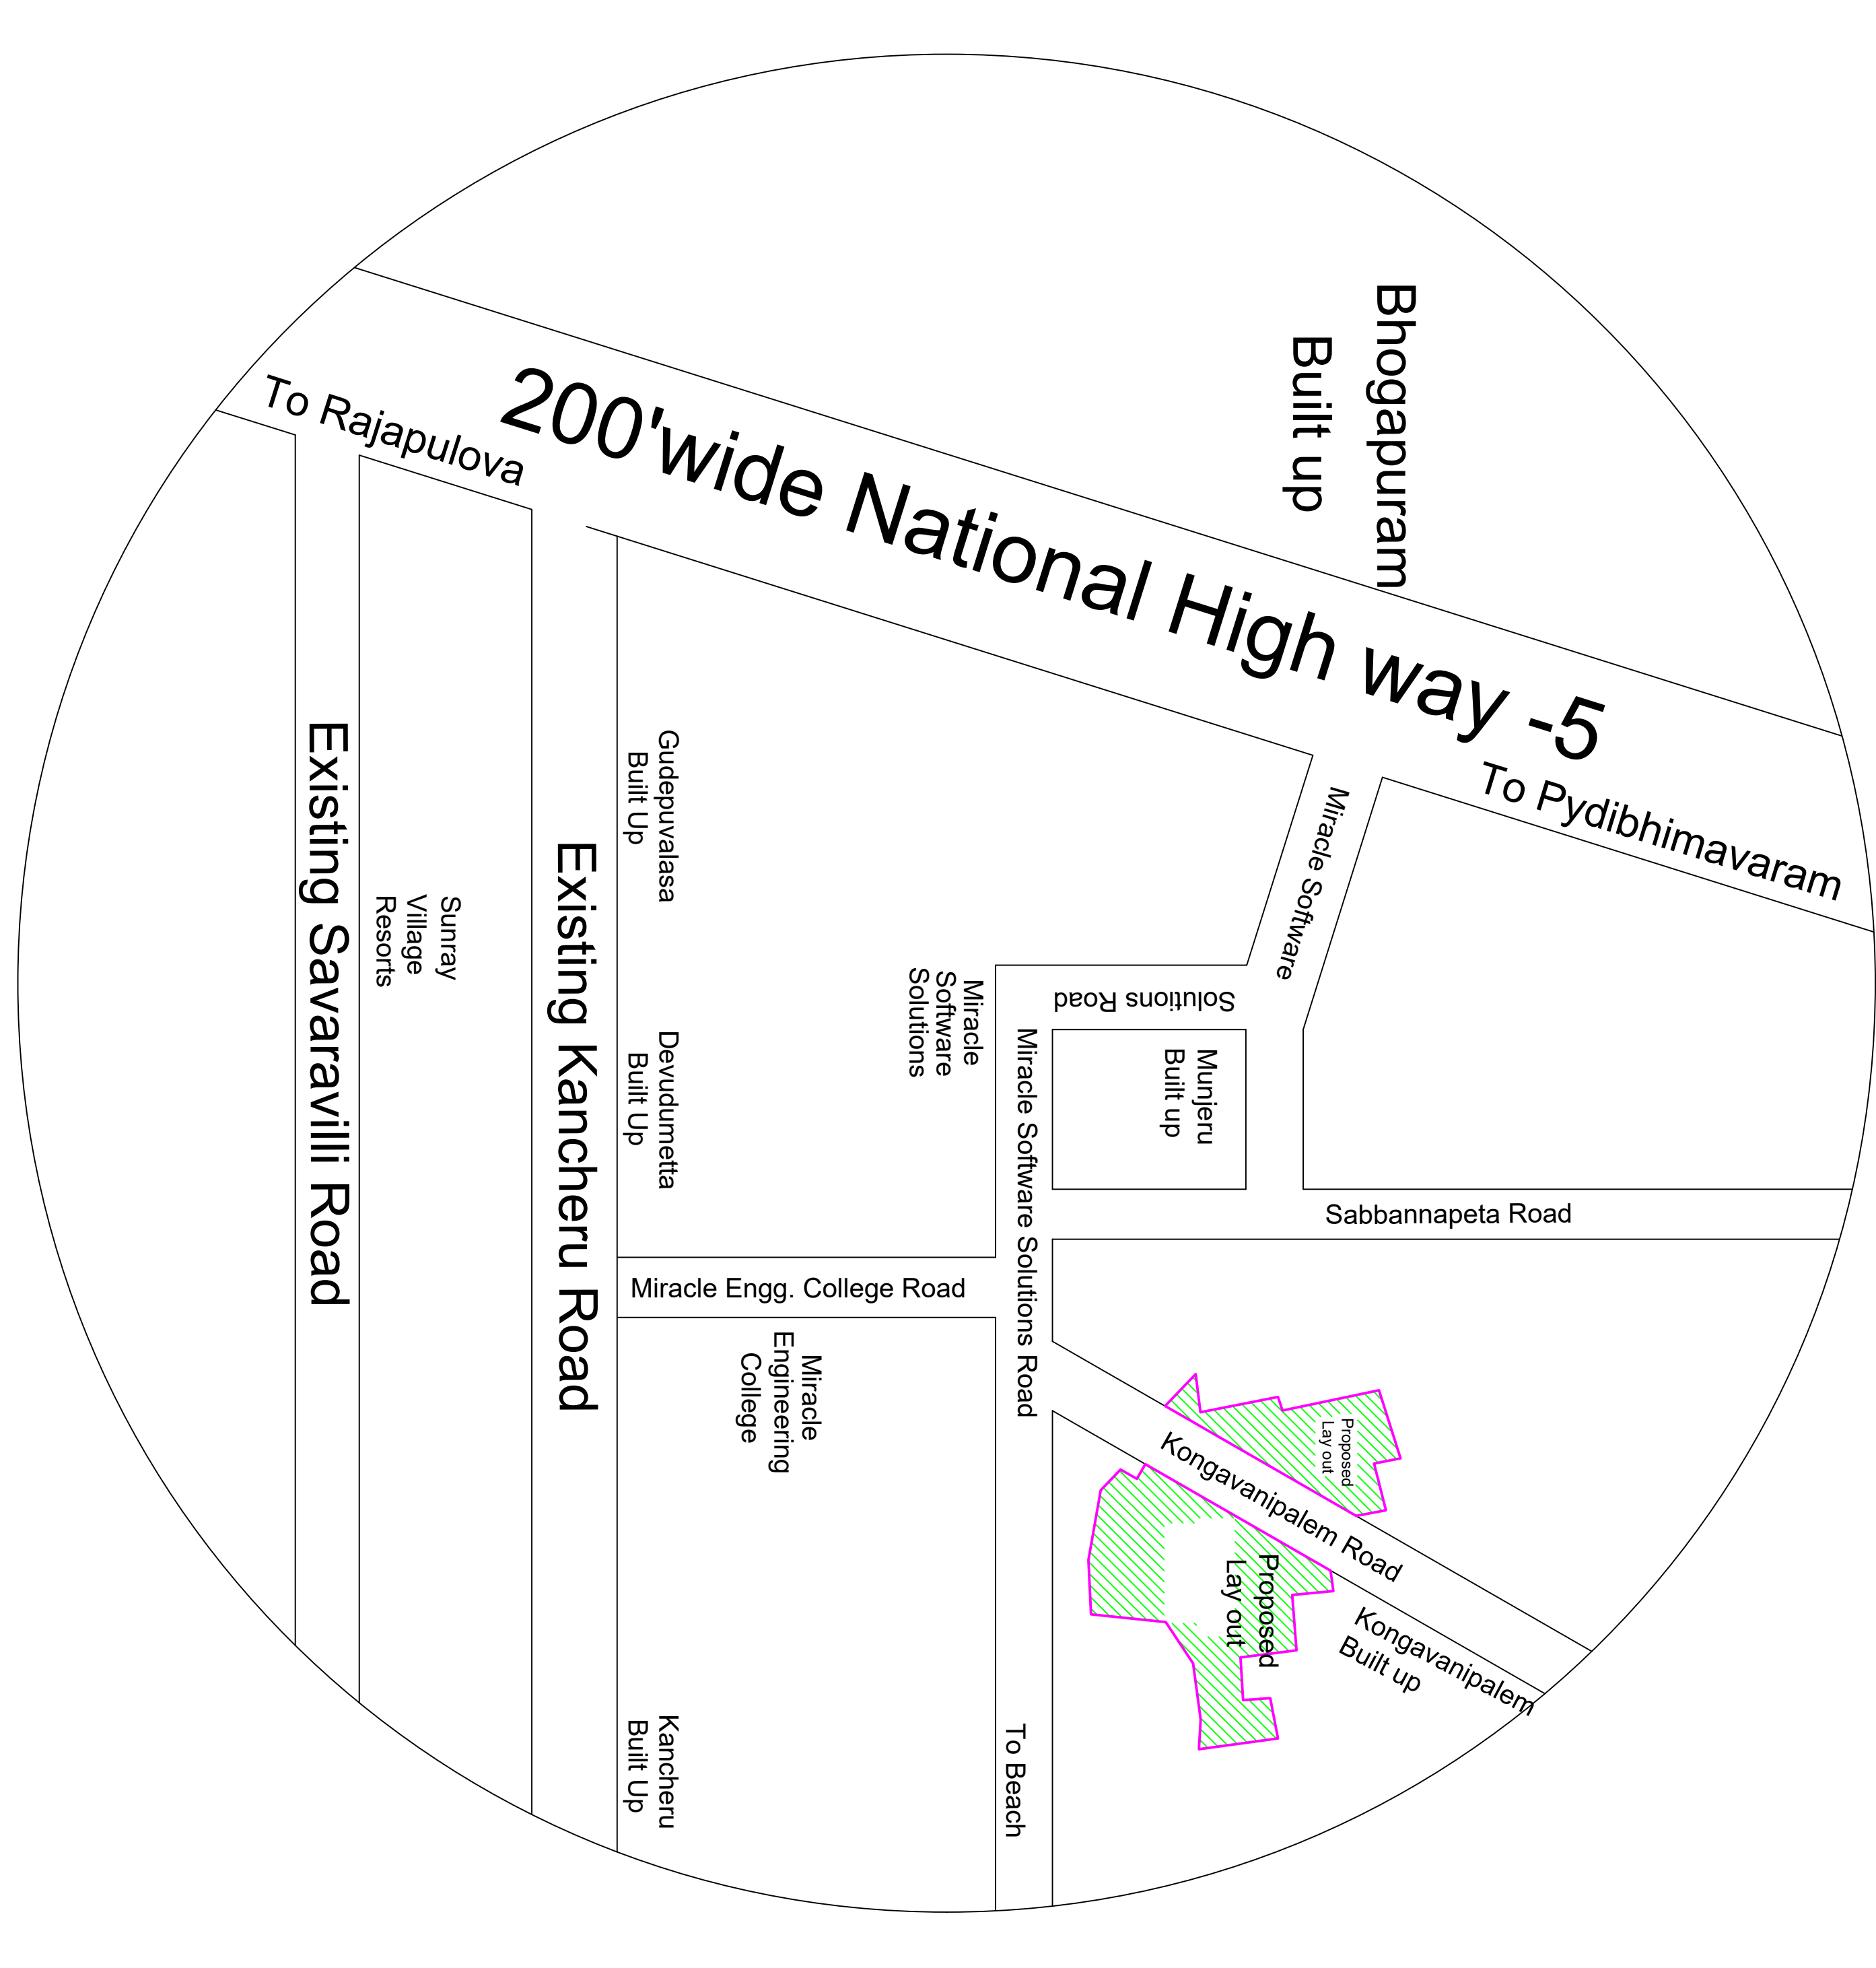 Bhogapuram
Built up
200'wide National High way -5
To Rajapulova
To Pydibhimavaram
Existing Savaravilli Road
Sunray
Village
Resorts
Existing Kancheru Road
Gudepuvalasa
Built Up
Devudumetta
Built Up
Miracle
Software
Solutions
Miracle Software
Solutions Road
Miracle Software Solutions Road
Munjeru
Built up
Sabbannapeta Road
Miracle Engg. College Road
Miracle
Engineering
College
Proposed
Lay out
Kongavanipalem Road
Proposed
Lay out
Kongavanipalem
Built up
Kancheru
Built Up
To Beach